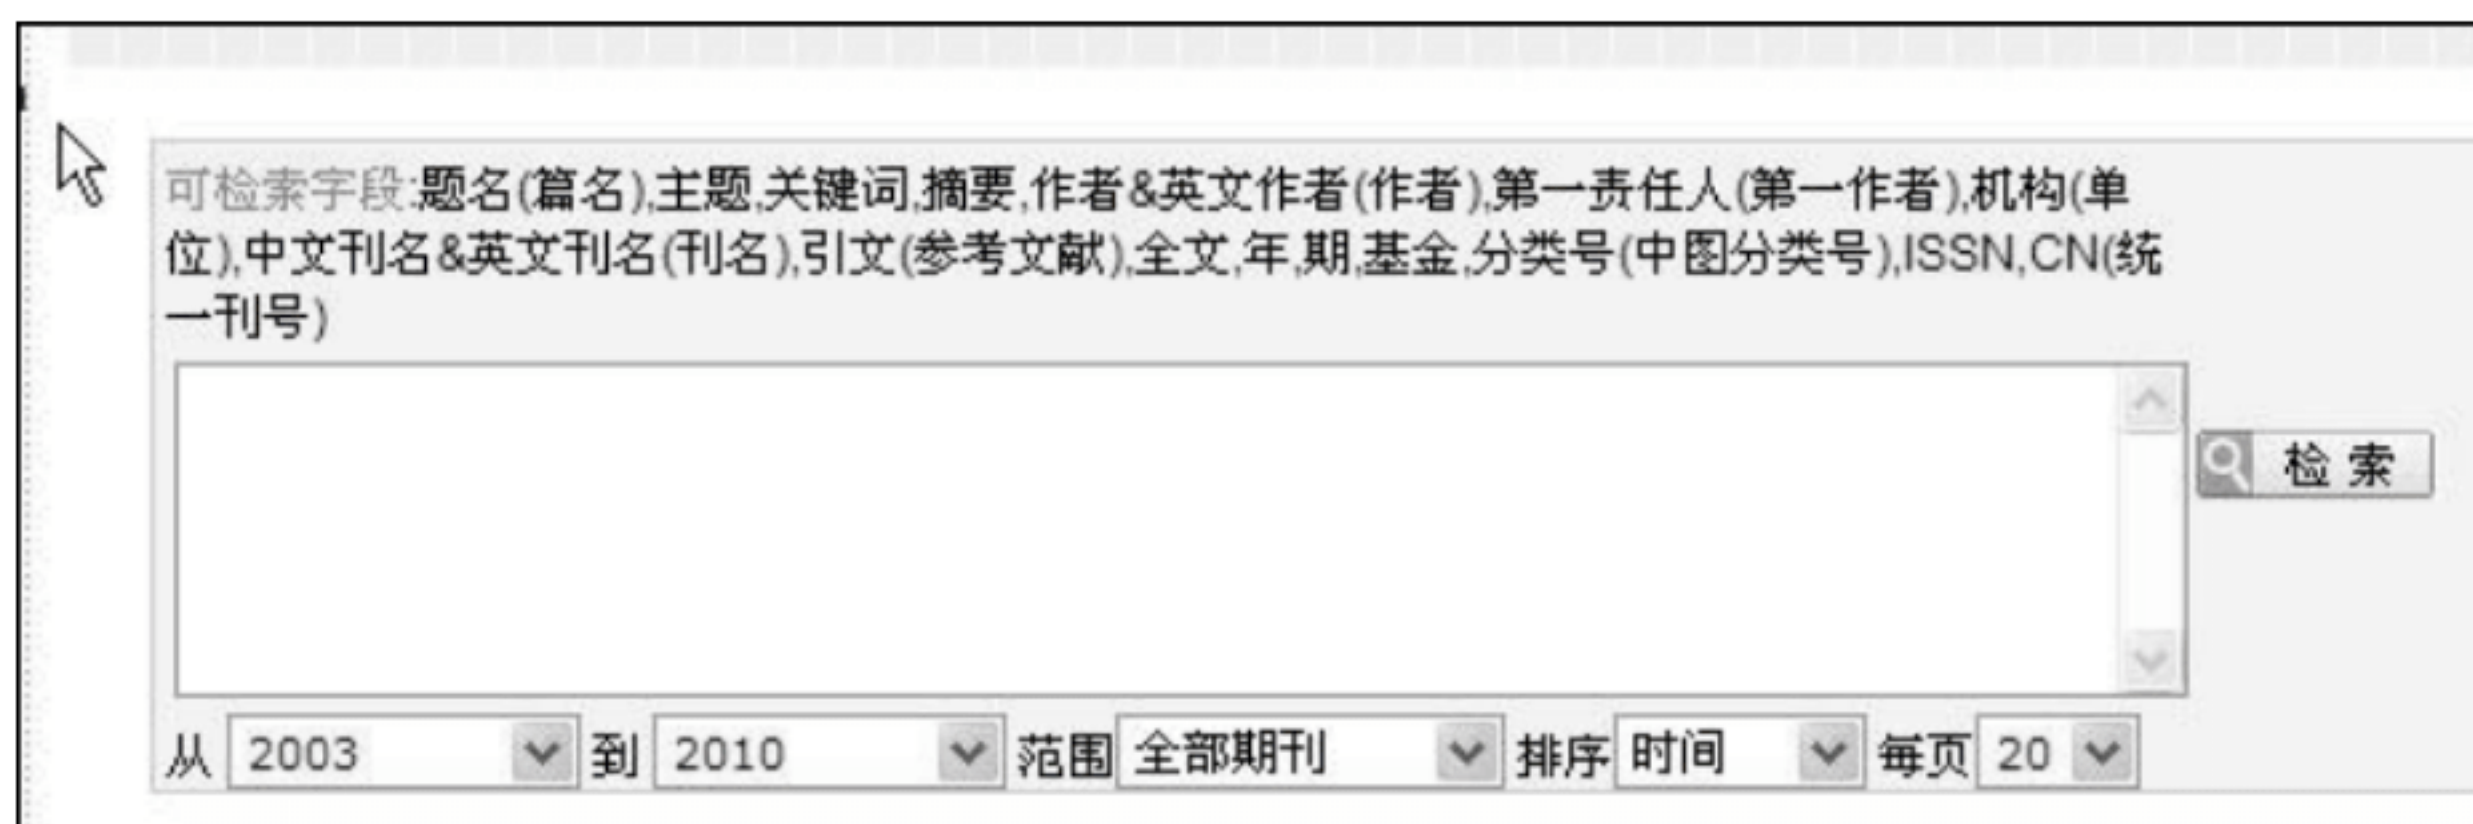 可检索字段:题名(篇名),主题,关键词,摘要,作者&英文作者(作者),第一责任人(第一作者),机构(单
位),中文刊名&英文刊名(刊名),引文(参考文献),全文,年,期,基金,分类号(中图分类号),ISSN,CN(统
一刊号)
检 索
从 2003 到 2010 范围 全部期刊 排序 时间 每页 20